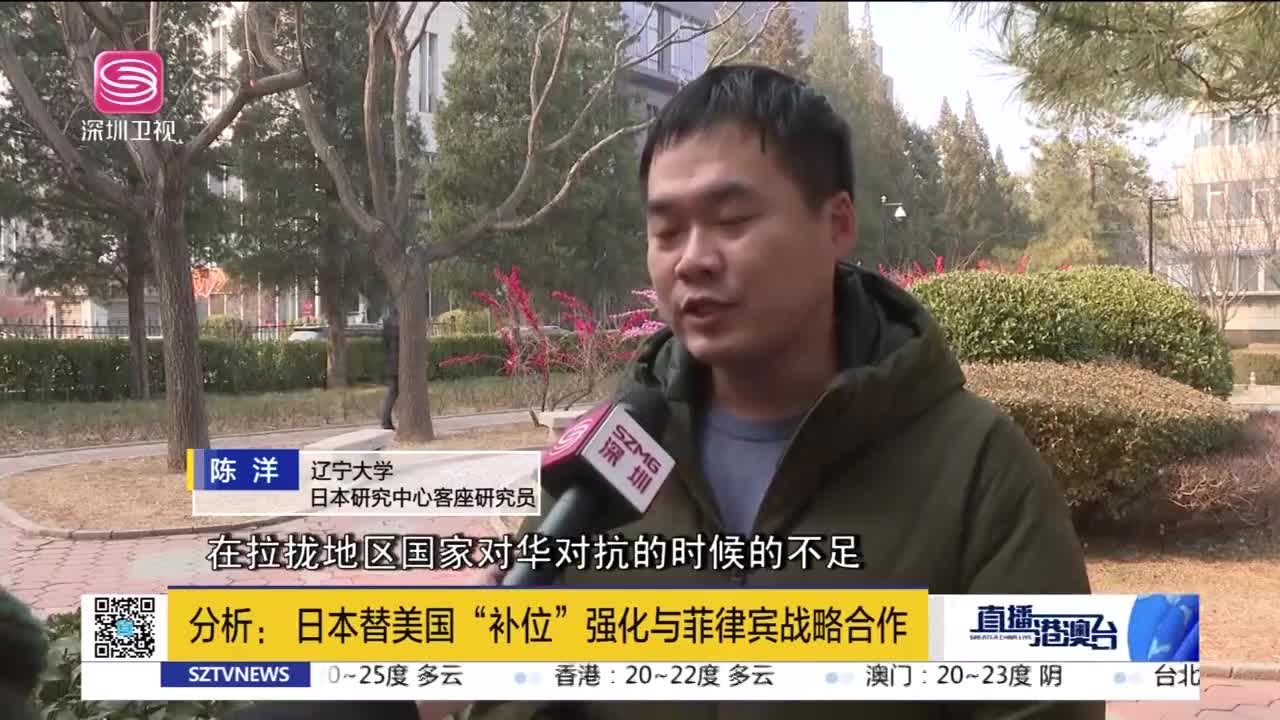 深圳卫视
SZMG
深圳
陈洋
辽宁大学
日本研究中心客座研究员
在拉拢地区国家对华对抗的时候的不足
分析：日本替美国“补位”强化与菲律宾战略合作
直播港澳台
GREATER CHINA LIVE
SZTVNEWS
0~25度 多云
香港：20~22度 多云
澳门：20~23度 阴
台北